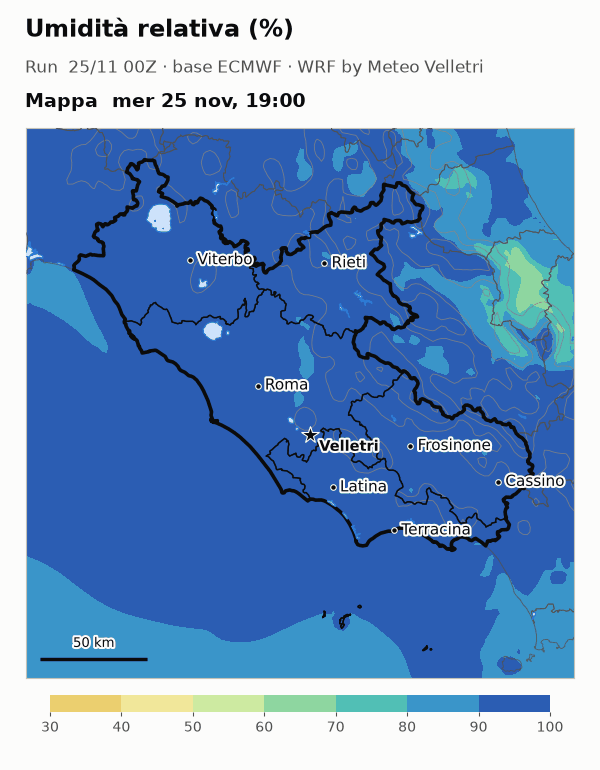 Umidità relativa (%)
Run 25/11 00Z · base ECMWF · WRF by Meteo Velletri
Mappa mer 25 nov, 19:00
Viterbo
Rieti
Roma
Velletri
Frosinone
Latina
Cassino
Terracina
50 km
30 40 50 60 70 80 90 100